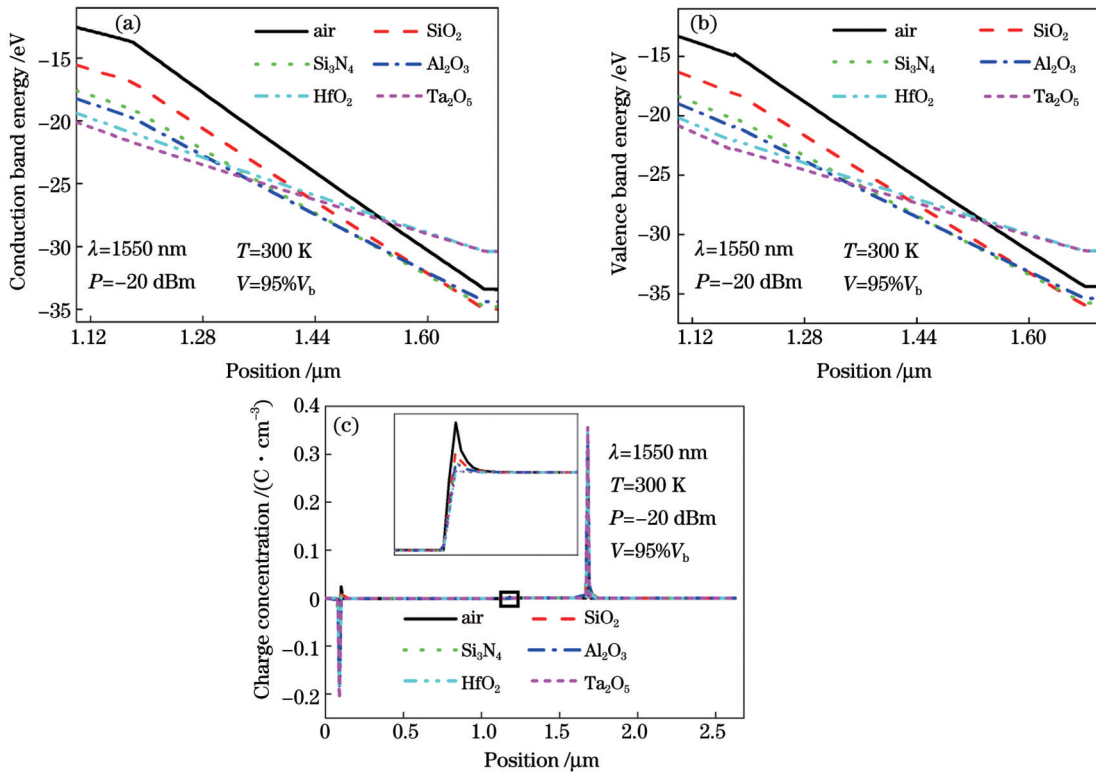 (a)
air
SiO₂
Si₃N₄
Al₂O₃
HfO₂
Ta₂O₅
λ=1550 nm
T=300 K
P=−20 dBm
V=95%V_b
Conduction band energy /eV
−15
−20
−25
−30
−35
1.12
1.28
1.44
1.60
Position /μm
(b)
air
SiO₂
Si₃N₄
Al₂O₃
HfO₂
Ta₂O₅
λ=1550 nm
T=300 K
P=−20 dBm
V=95%V_b
Valence band energy /eV
−15
−20
−25
−30
−35
1.12
1.28
1.44
1.60
Position /μm
(c)
λ=1550 nm
T=300 K
P=−20 dBm
V=95%V_b
air
SiO₂
Si₃N₄
Al₂O₃
HfO₂
Ta₂O₅
Charge concentration /(C · cm⁻³)
0.4
0.3
0.2
0.1
0
−0.1
−0.2
0
0.5
1.0
1.5
2.0
2.5
Position /μm